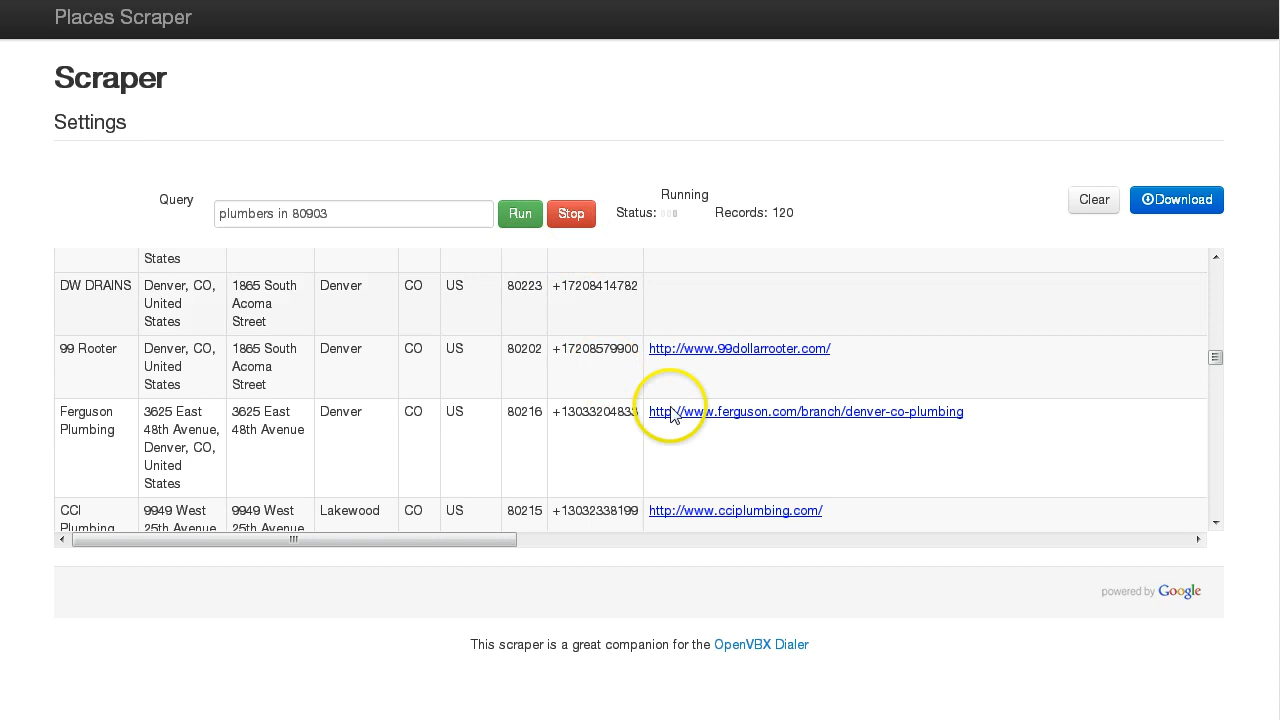 Places Scraper
Scraper
Settings
Query
plumbers in 80903
Run
Stop
Running
Status:
Records: 120
Clear
Download
States
DW DRAINS
Denver, CO,
United
States
1865 South
Acoma
Street
Denver
CO
US
80223
+17208414782
99 Rooter
Denver, CO,
United
States
1865 South
Acoma
Street
Denver
CO
US
80202
+17208579900
http://www.99dollarrooter.com/
Ferguson
Plumbing
3625 East
48th Avenue,
Denver, CO,
United
States
3625 East
48th Avenue
Denver
CO
US
80216
+13033204833
http://www.ferguson.com/branch/denver-co-plumbing
CCI
Plumbing
9949 West
25th Avenue
9949 West
25th Avenue
Lakewood
CO
US
80215
+13032338199
http://www.cciplumbing.com/
powered by Google
This scraper is a great companion for the OpenVBX Dialer